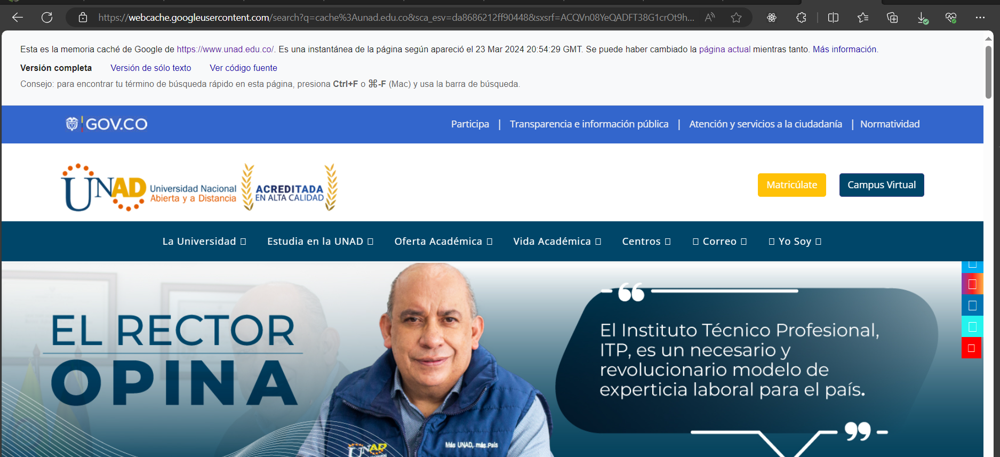 https://webcache.googleusercontent.com/search?q=cache%3Aunad.edu.co&sca_esv=da8686212ff90448&sxsrf=ACQVn08YeQADFT38G1crOt9h...
Esta es la memoria caché de Google de https://www.unad.edu.co/. Es una instantánea de la página según apareció el 23 Mar 2024 20:54:29 GMT. Se puede haber cambiado la página actual mientras tanto. Más información.
Versión completa Versión de sólo texto Ver código fuente
Consejo: para encontrar tu término de búsqueda rápido en esta página, presiona Ctrl+F o ⌘-F (Mac) y usa la barra de búsqueda.
GOV.CO Participa | Transparencia e información pública | Atención y servicios a la ciudadanía | Normatividad
UNAD Universidad Nacional
Abierta y a Distancia
ACREDITADA
EN ALTA CALIDAD
Matricúlate Campus Virtual
La Universidad Estudia en la UNAD Oferta Académica Vida Académica Centros Correo Yo Soy
EL RECTOR
OPINA
“
El Instituto Técnico Profesional,
ITP, es un necesario y
revolucionario modelo de
experticia laboral para el país.
”
UNAD
Más UNAD, más País